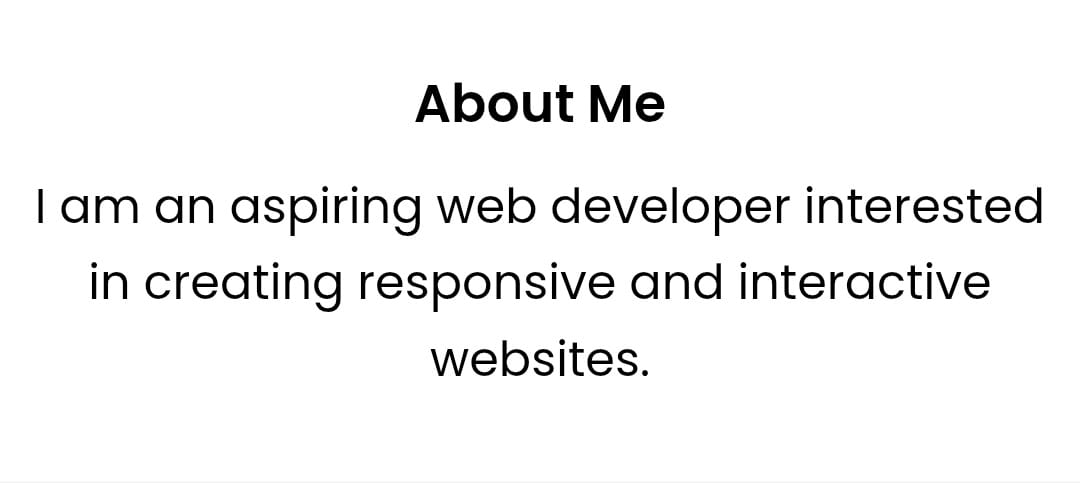 About Me
I am an aspiring web developer interested
in creating responsive and interactive
websites.